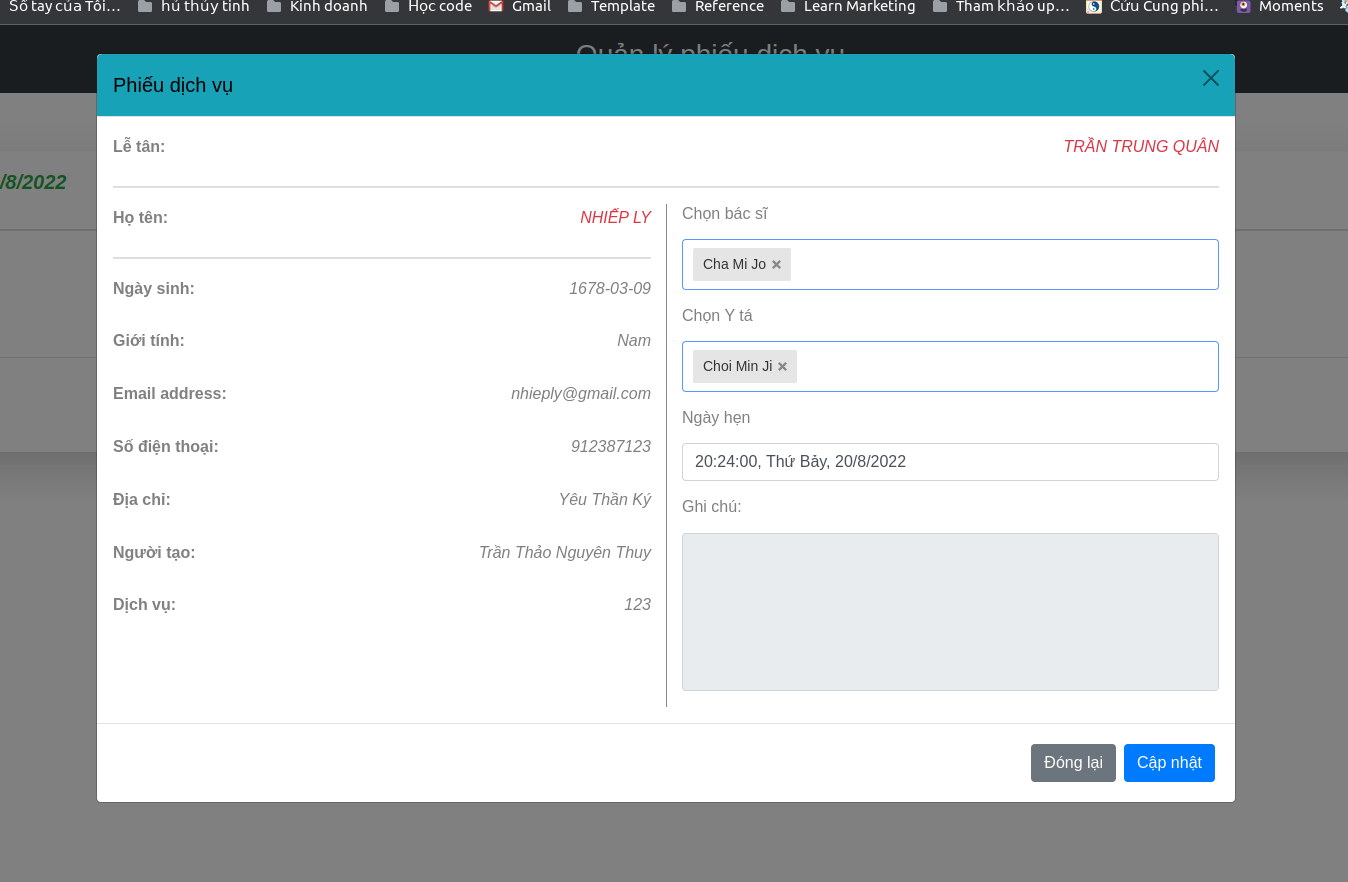 Sổ tay của Tôi... hủ thủy tinh Kinh doanh Học code Gmail Template Reference Learn Marketing Tham khảo up... Cửu Cung phi... Moments
Quản lý phiếu dịch vụ
Phiếu dịch vụ
Lễ tân: TRẦN TRUNG QUÂN
/8/2022
Họ tên: NHIẾP LY
Ngày sinh: 1678-03-09
Giới tính: Nam
Email address: nhieply@gmail.com
Số điện thoại: 912387123
Địa chỉ: Yêu Thần Ký
Người tạo: Trần Thảo Nguyên Thuy
Dịch vụ: 123
Chọn bác sĩ
Cha Mi Jo ×
Chọn Y tá
Choi Min Ji ×
Ngày hẹn
20:24:00, Thứ Bảy, 20/8/2022
Ghi chú:
Đóng lại Cập nhật